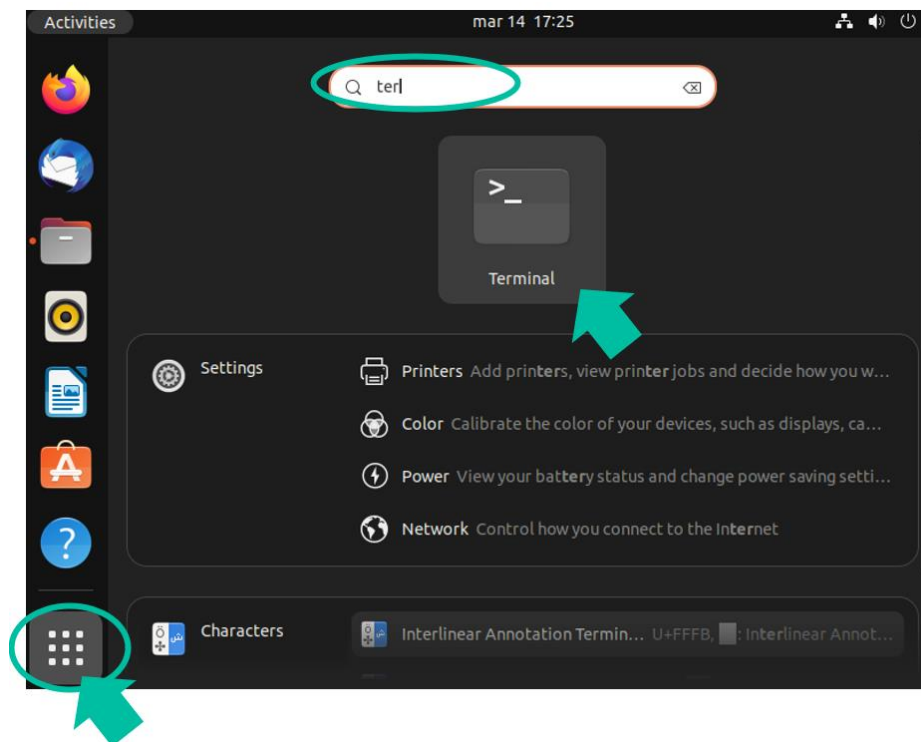 Activities
mar 14 17:25
ter
>_
Terminal
Settings
Printers Add printers, view printer jobs and decide how you w...
Color Calibrate the color of your devices, such as displays, ca...
Power View your battery status and change power saving setti...
Network Control how you connect to the Internet
Characters
Interlinear Annotation Termin... U+FFFB, : Interlinear Annot...